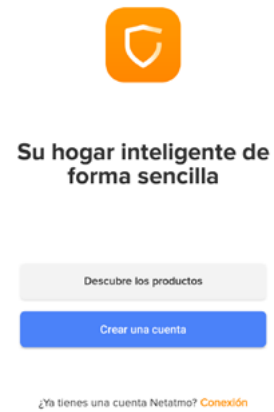 Su hogar inteligente de
forma sencilla
Descubre los productos
Crear una cuenta
¿Ya tienes una cuenta Netatmo? Conexión